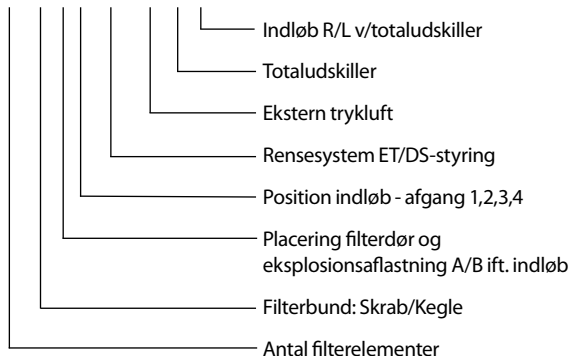 Indløb R/L v/totaludskiller
Totaludskiller
Ekstern trykluft
Rensesystem ET/DS-styring
Position indløb - afgang 1,2,3,4
Placering filterdør og
eksplosionsaflastning A/B ift. indløb
Filterbund: Skrab/Kegle
Antal filterelementer